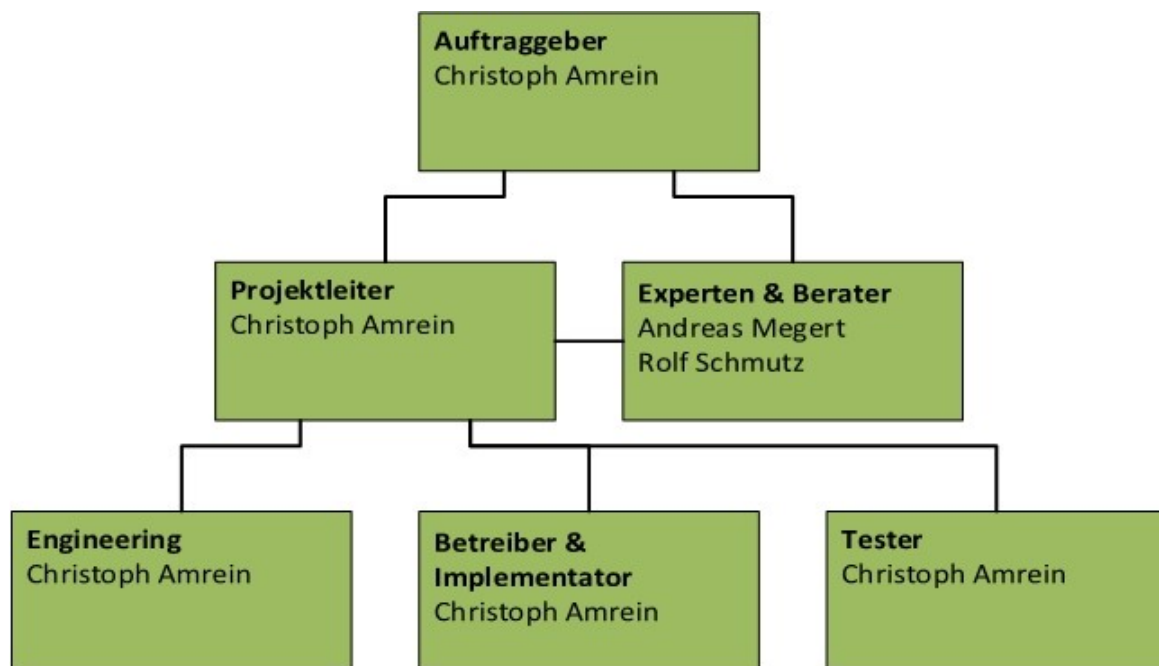 Auftraggeber
Christoph Amrein
Projektleiter
Christoph Amrein
Experten & Berater
Andreas Megert
Rolf Schmutz
Engineering
Christoph Amrein
Betreiber &
Implementator
Christoph Amrein
Tester
Christoph Amrein